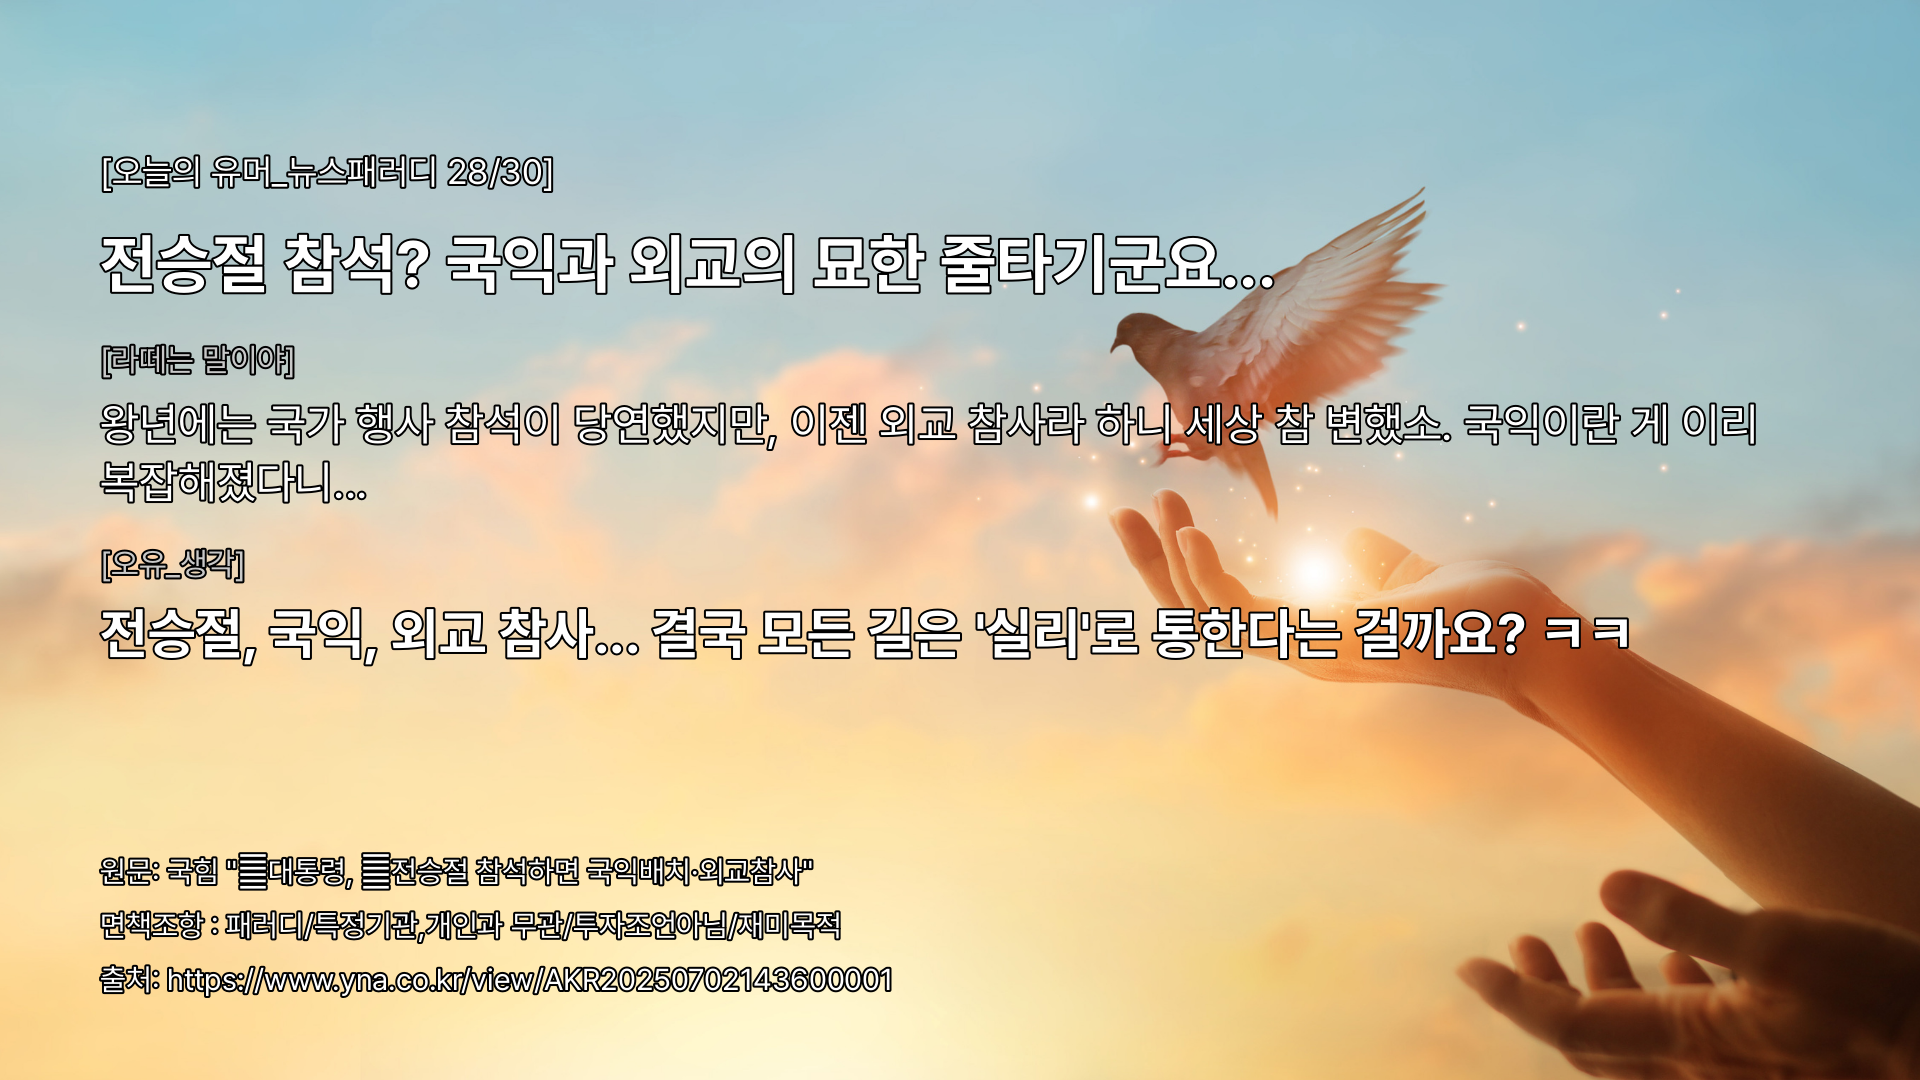 [오늘의 유머_뉴스패러디 28/30]
전승절 참석? 국익과 외교의 묘한 줄타기군요...
[라떼는 말이야]
왕년에는 국가 행사 참석이 당연했지만, 이젠 외교 참사라 하니 세상 참 변했소. 국익이란 게 이리
복잡해졌다니...
[오유_생각]
전승절, 국익, 외교 참사... 결국 모든 길은 '실리'로 통한다는 걸까요? ㅋㅋ
원문: 국힘 "대통령, 전승절 참석하면 국익배치·외교참사"
면책조항 : 패러디/특정기관,개인과 무관/투자조언아님/재미목적
출처: https://www.yna.co.kr/view/AKR20250702143600001